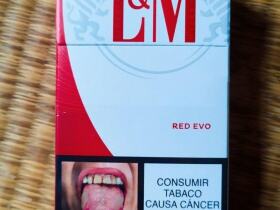 L&M
RED EVO
CONSUMIR
TABACO
CAUSA CÁNCER